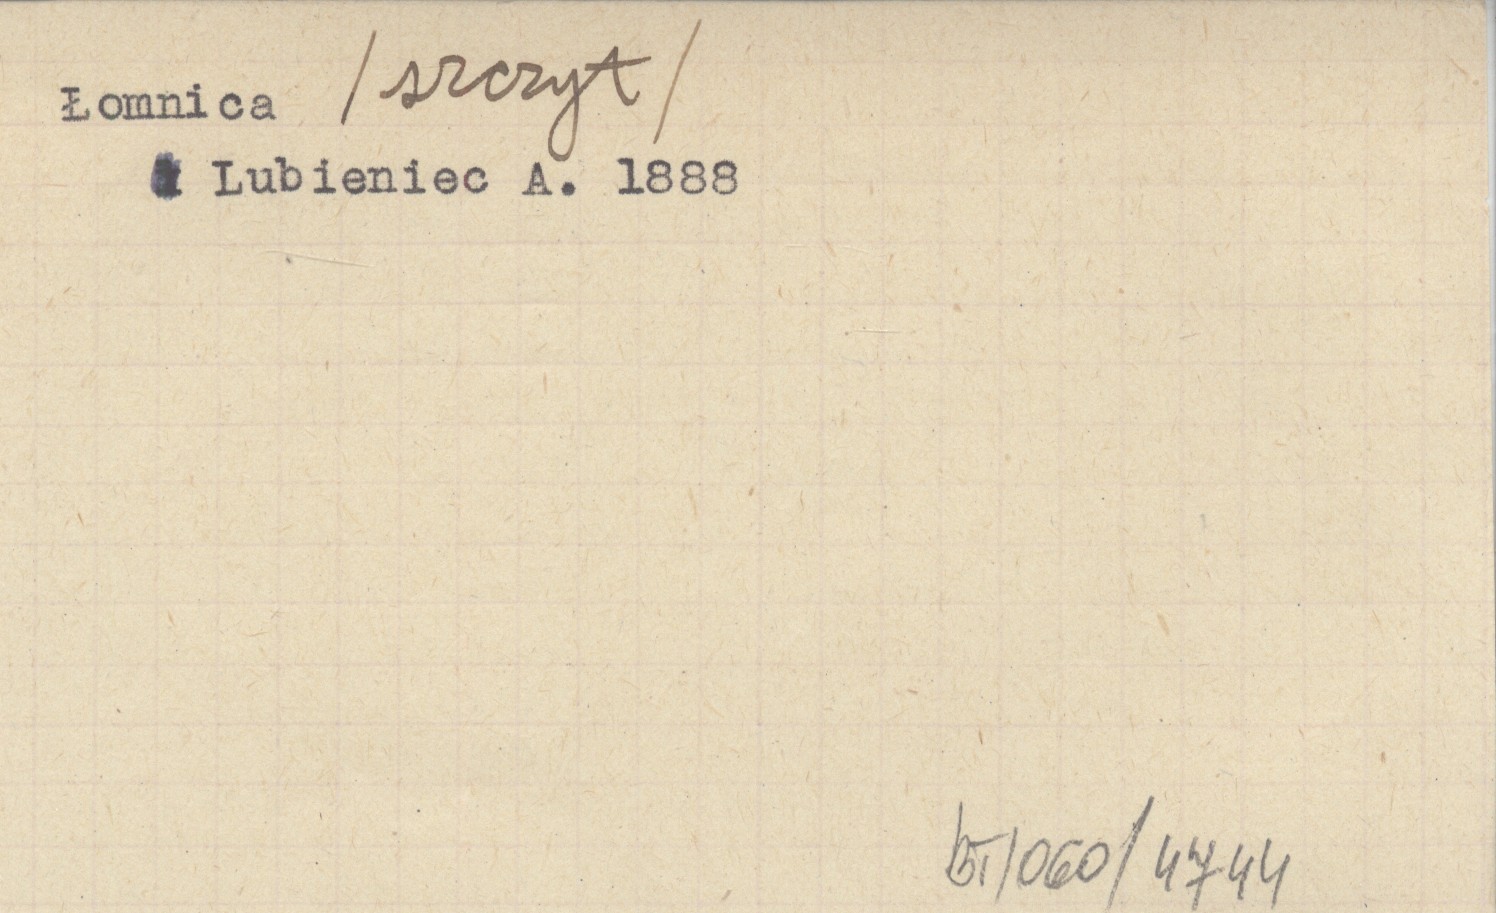 Łomnica /szczyt/
Lubieniec A. 1888
BT/060/4744